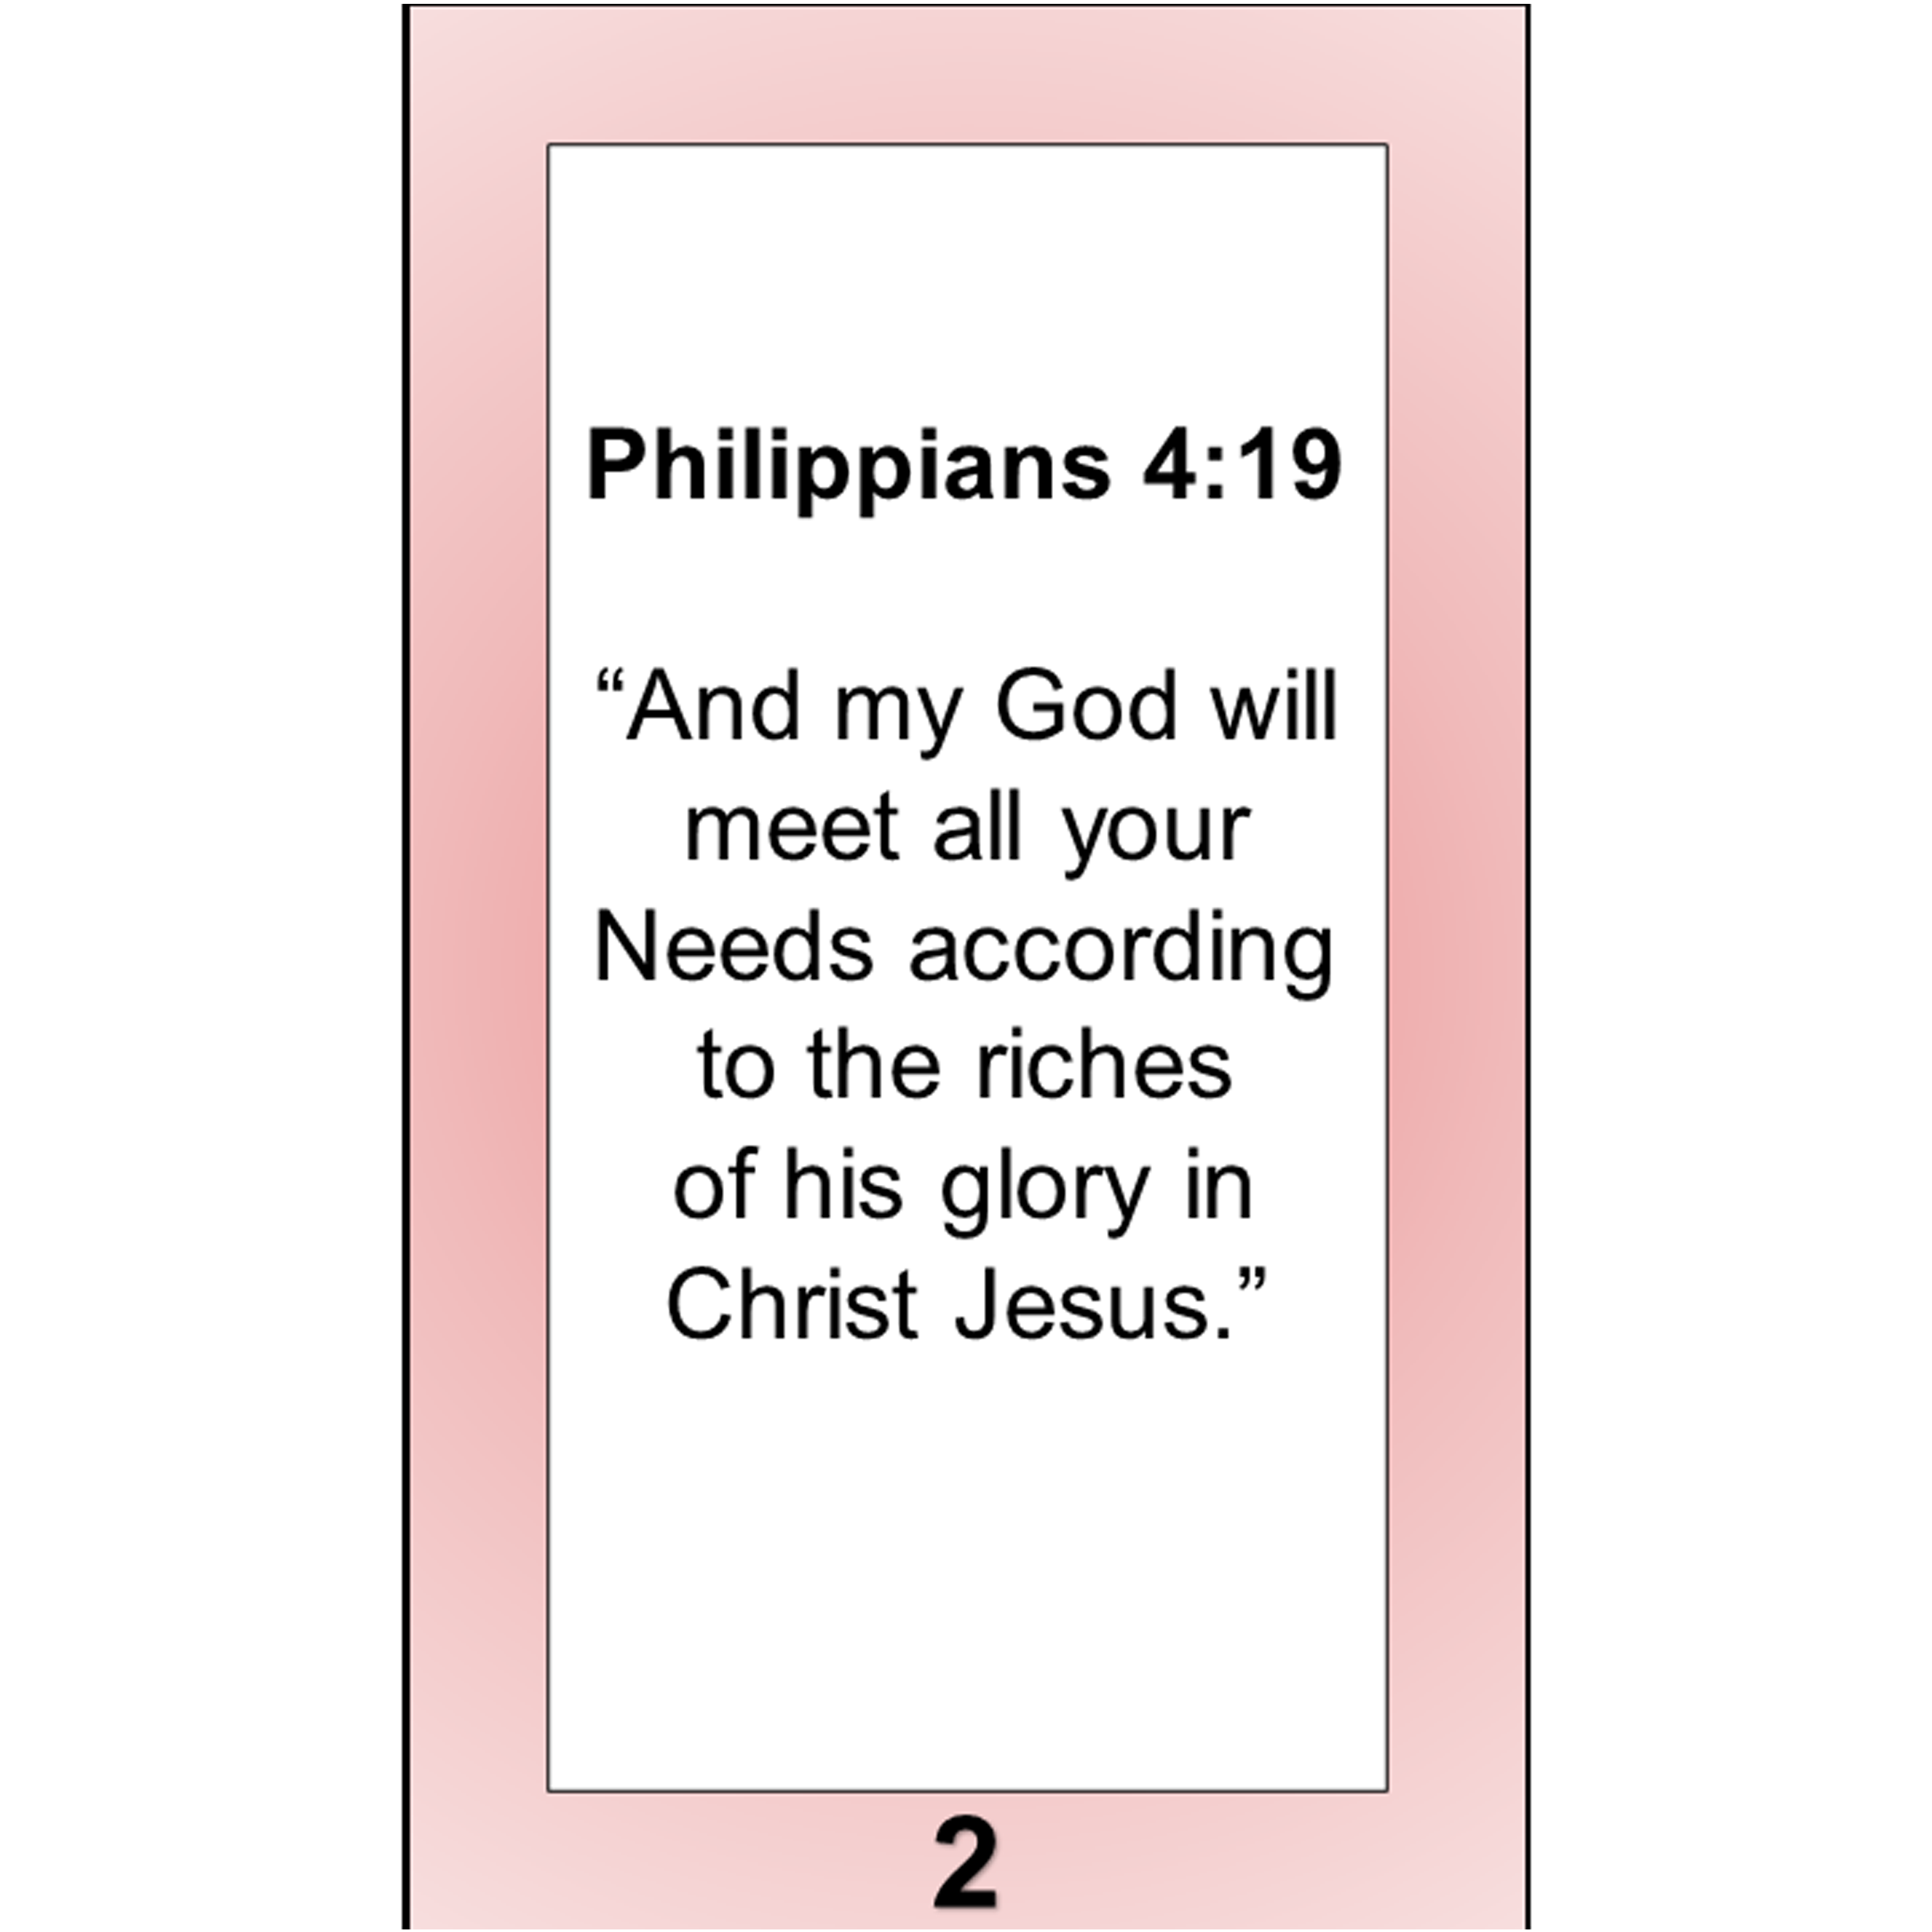 Philippians 4:19
“And my God will
meet all your
Needs according
to the riches
of his glory in
Christ Jesus.”
2